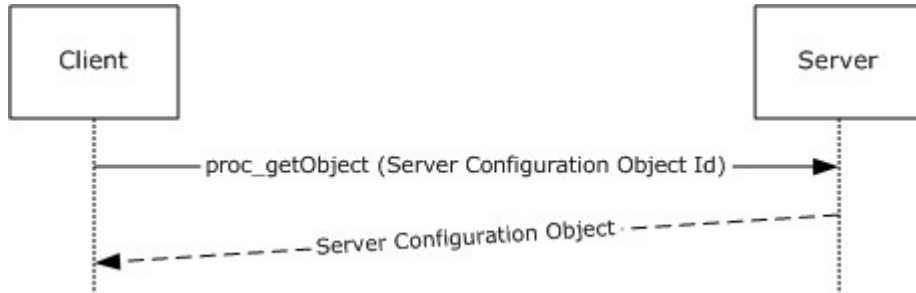 Client
Server
proc_getObject (Server Configuration Object Id)
Server Configuration Object